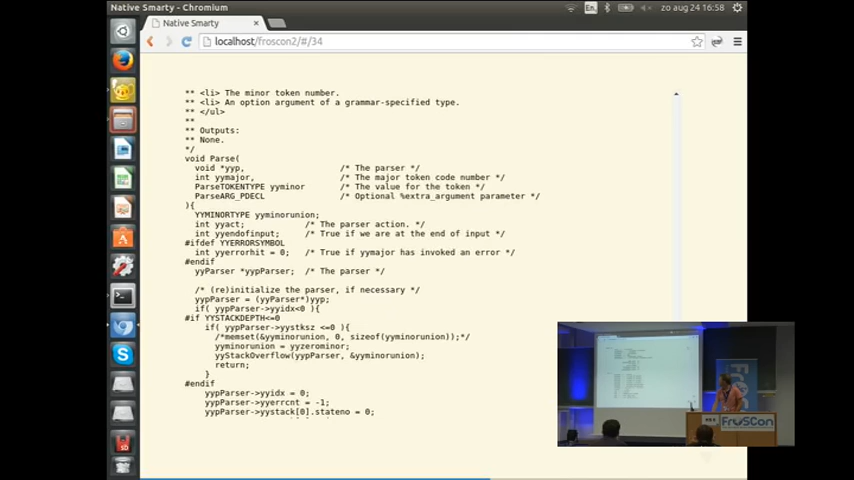 Native Smarty - Chromium
En
zo aug 24 16:58
Native Smarty
localhost/froscon2/#/34
** <li> The minor token number.
** <li> An option argument of a grammar-specified type.
** </ul>
**
** Outputs:
** None.
*/
void Parse(
void *yyp, /* The parser */
int yymajor, /* The major token code number */
ParseTOKENTYPE yyminor /* The value for the token */
ParseARG_PDECL /* Optional %extra_argument parameter */
){
YYMINORTYPE yyminorunion;
int yyact; /* The parser action. */
int yyendofinput; /* True if we are at the end of input */
#ifdef YYERRORSYMBOL
int yyerrorhit = 0; /* True if yymajor has invoked an error */
#endif
yyParser *yypParser; /* The parser */
/* (re)initialize the parser, if necessary */
yypParser = (yyParser*)yyp;
if( yypParser->yyidx<0 ){
#if YYSTACKDEPTH<=0
if( yypParser->yystksz <=0 ){
/*memset(&yyminorunion, 0, sizeof(yyminorunion));*/
yyminorunion = yyzerominor;
yyStackOverflow(yypParser, &yyminorunion);
return;
}
#endif
yypParser->yyidx = 0;
yypParser->yyerrcnt = -1;
yypParser->yystack[0].stateno = 0;
FrOSCon